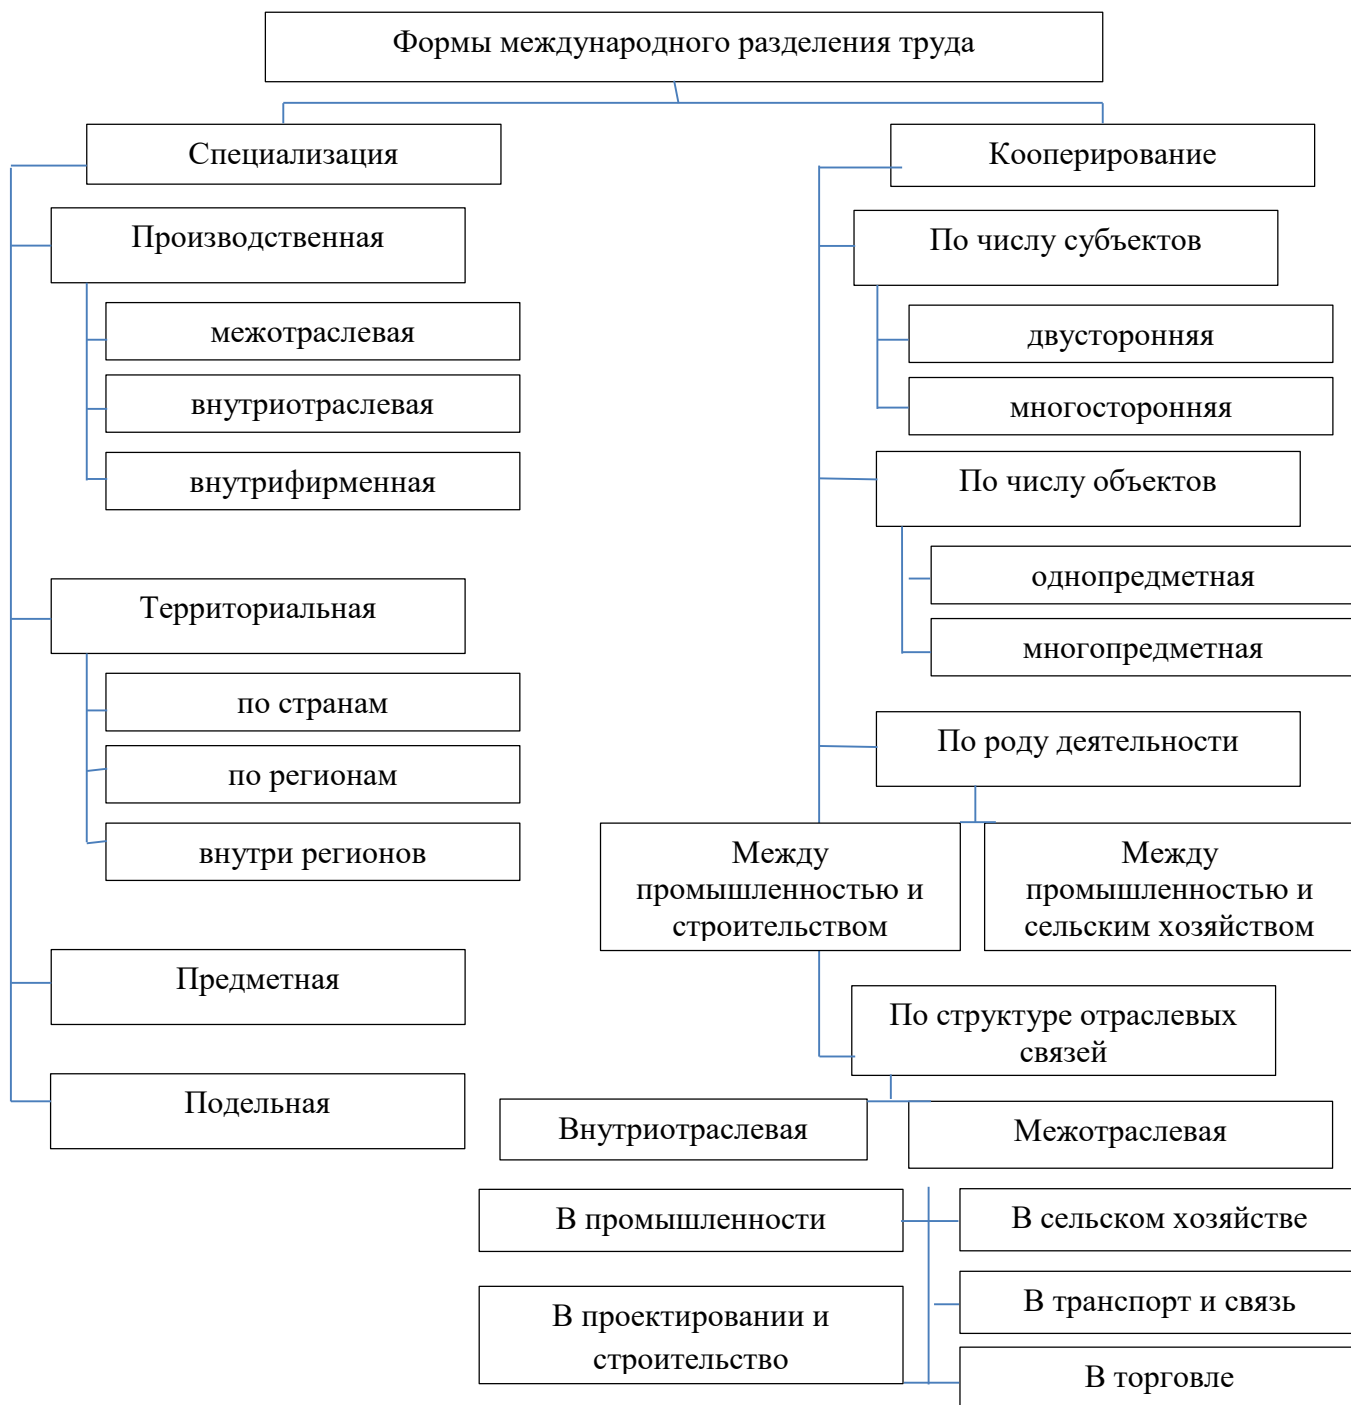 Формы международного разделения труда
Специализация
Производственная
межотраслевая
внутриотраслевая
внутрифирменная
Территориальная
по странам
по регионам
внутри регионов
Предметная
Подельная
Кооперирование
По числу субъектов
двусторонняя
многосторонняя
По числу объектов
однопредметная
многопредметная
По роду деятельности
Между
промышленностью и
строительством
Между
промышленностью и
сельским хозяйством
По структуре отраслевых
связей
Внутриотраслевая
Межотраслевая
В промышленности
В сельском хозяйстве
В проектировании и
строительство
В транспорт и связь
В торговле